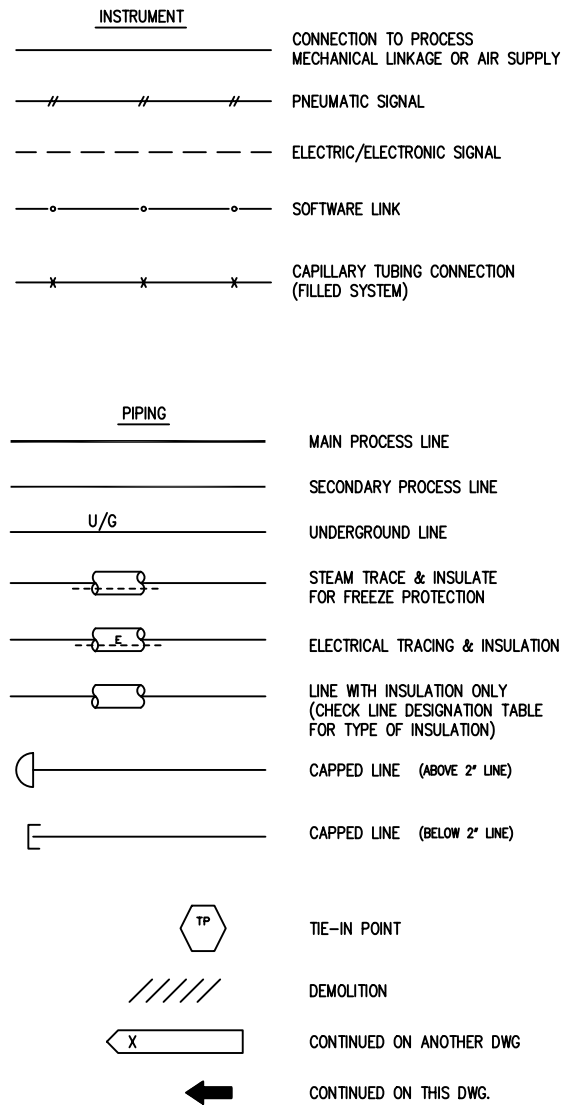 INSTRUMENT
CONNECTION TO PROCESS
MECHANICAL LINKAGE OR AIR SUPPLY
PNEUMATIC SIGNAL
ELECTRIC/ELECTRONIC SIGNAL
SOFTWARE LINK
CAPILLARY TUBING CONNECTION
(FILLED SYSTEM)
PIPING
MAIN PROCESS LINE
SECONDARY PROCESS LINE
U/G
UNDERGROUND LINE
STEAM TRACE & INSULATE
FOR FREEZE PROTECTION
E
ELECTRICAL TRACING & INSULATION
LINE WITH INSULATION ONLY
(CHECK LINE DESIGNATION TABLE
FOR TYPE OF INSULATION)
CAPPED LINE (ABOVE 2" LINE)
CAPPED LINE (BELOW 2" LINE)
TP
TIE-IN POINT
DEMOLITION
X
CONTINUED ON ANOTHER DWG
CONTINUED ON THIS DWG.